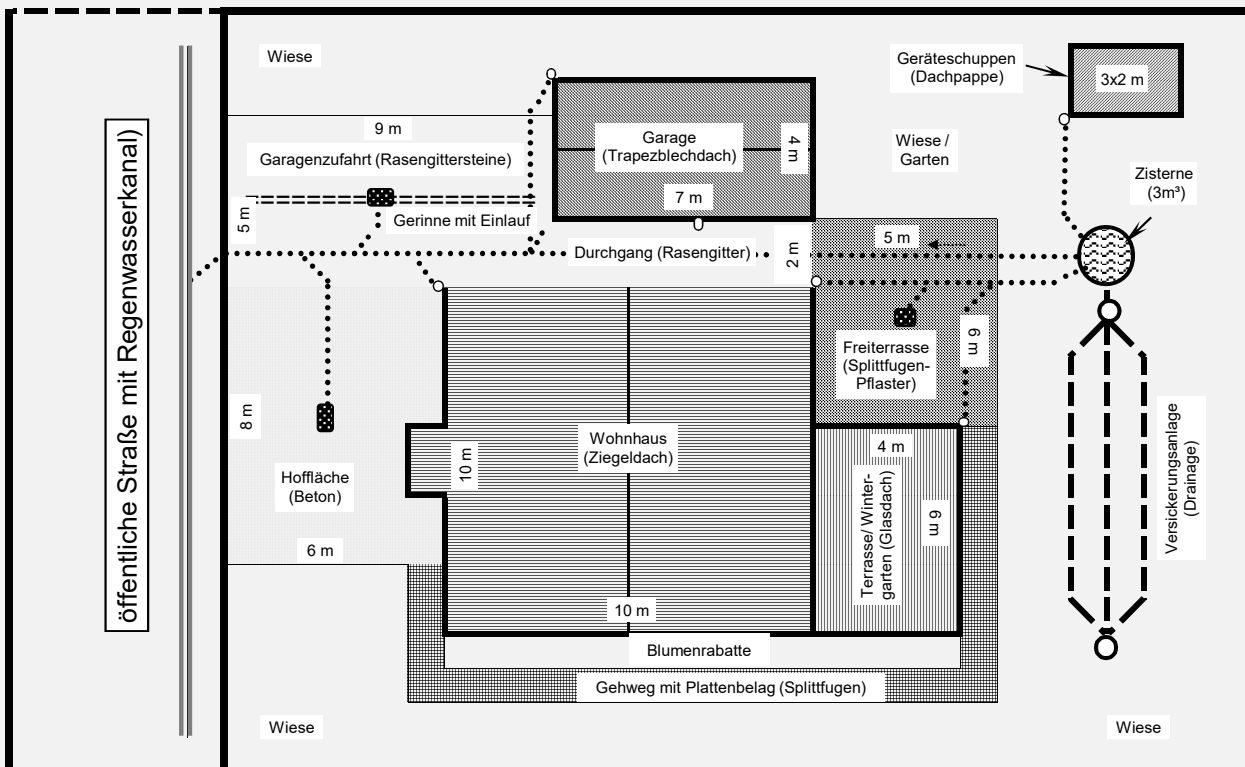 Wiese
öffentliche Straße mit Regenwasserkanal)
9 m
Garagenzufahrt (Rasengittersteine)
5 m
Gerinne mit Einlauf
Garage
(Trapezblechdach)
4 m
7 m
Geräteschuppen
(Dachpappe)
3x2 m
Wiese /
Garten
Zisterne
(3m³)
Durchgang (Rasengitter)
2 m
5 m
6 m
Freiterrasse
(Splittfugen-
Pflaster)
8 m
Hoffläche
(Beton)
6 m
Wohnhaus
(Ziegeldach)
10 m
10 m
4 m
6 m
Terrasse/ Winter-
garten (Glasdach)
Versickerungsanlage
(Drainage)
Blumenrabatte
Gehweg mit Plattenbelag (Splittfugen)
Wiese
Wiese